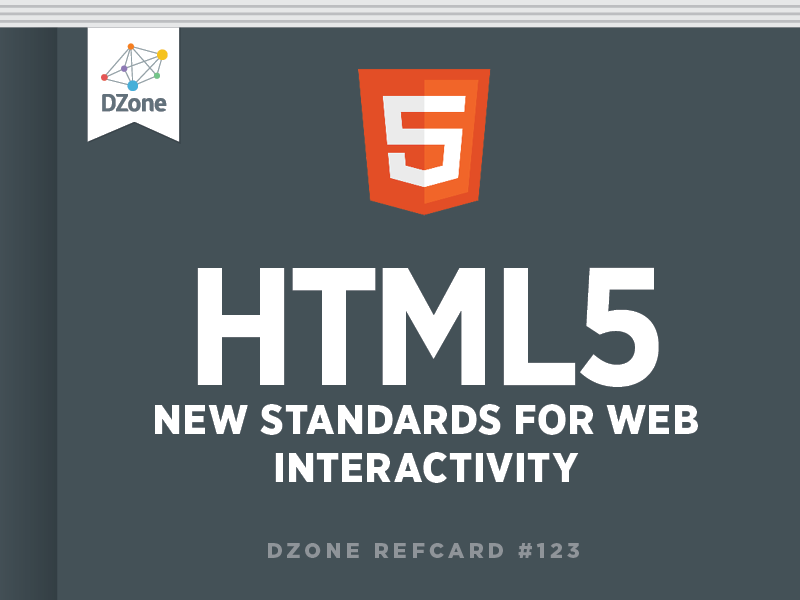 DZone
5
HTML5
NEW STANDARDS FOR WEB
INTERACTIVITY
DZONE REFCARD #123